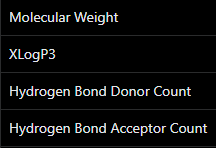 Molecular Weight
XLogP3
Hydrogen Bond Donor Count
Hydrogen Bond Acceptor Count